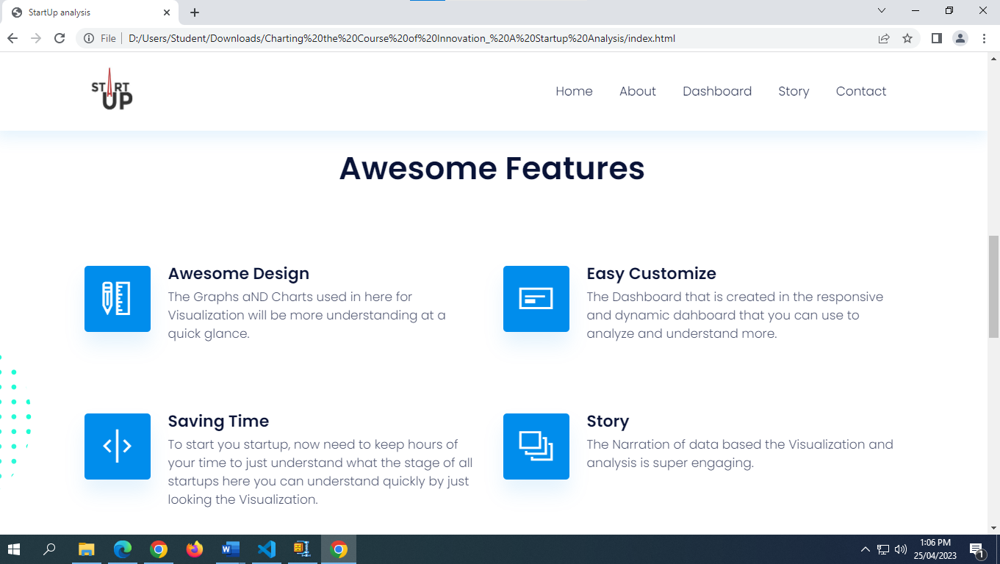 StartUp analysis
File
D:/Users/Student/Downloads/Charting%20the%20Course%20of%20Innovation_%20A%20Startup%20Analysis/index.html
START
UP
Home About Dashboard Story Contact
Awesome Features
Awesome Design
The Graphs aND Charts used in here for
Visualization will be more understanding at a
quick glance.
Easy Customize
The Dashboard that is created in the responsive
and dynamic dahboard that you can use to
analyze and understand more.
Saving Time
To start you startup, now need to keep hours of
your time to just understand what the stage of all
startups here you can understand quickly by just
looking the Visualization.
Story
The Narration of data based the Visualization and
analysis is super engaging.
1:06 PM
25/04/2023
1